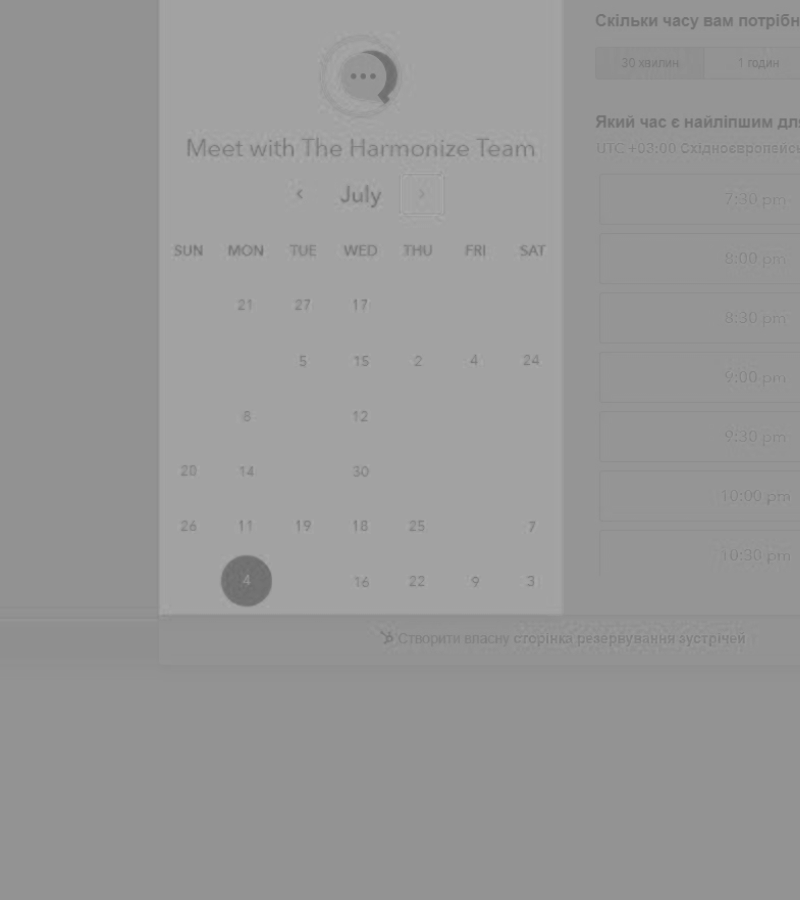 Meet with The Harmonize Team
July
SUN MON TUE WED THU FRI SAT
21 27 17
5 15 2 4 24
8 12
20 14 30
26 11 19 18 25 7
4 16 22 9 3
Скільки часу вам потрібн
30 хвилин 1 годин
Який час є найліпшим дл
UTC +03:00 Східноєвропейсь
7:30 pm
8:00 pm
8:30 pm
9:00 pm
9:30 pm
10:00 pm
10:30 pm
Створити власну сторінка резервування зустрічей